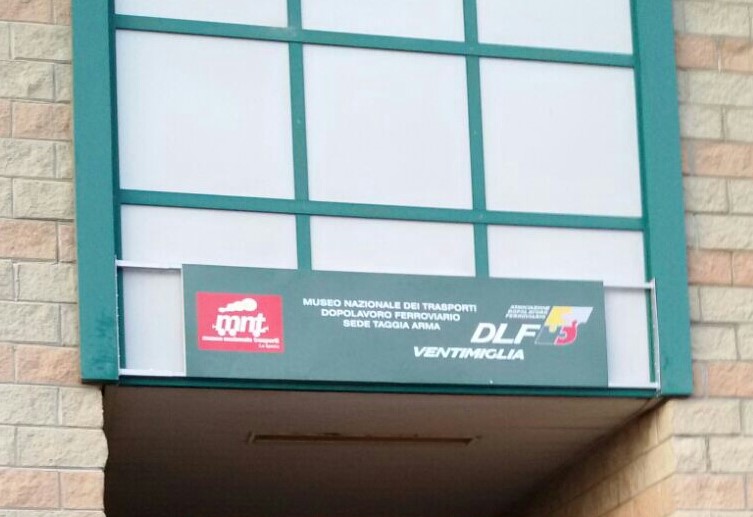 mnt
museo nazionale trasporti
La Spezia
MUSEO NAZIONALE DEI TRASPORTI
DOPOLAVORO FERROVIARIO
SEDE TAGGIA ARMA
ASSOCIAZIONE
DOPOLAVORO
FERROVIARIO
DLF
VENTIMIGLIA